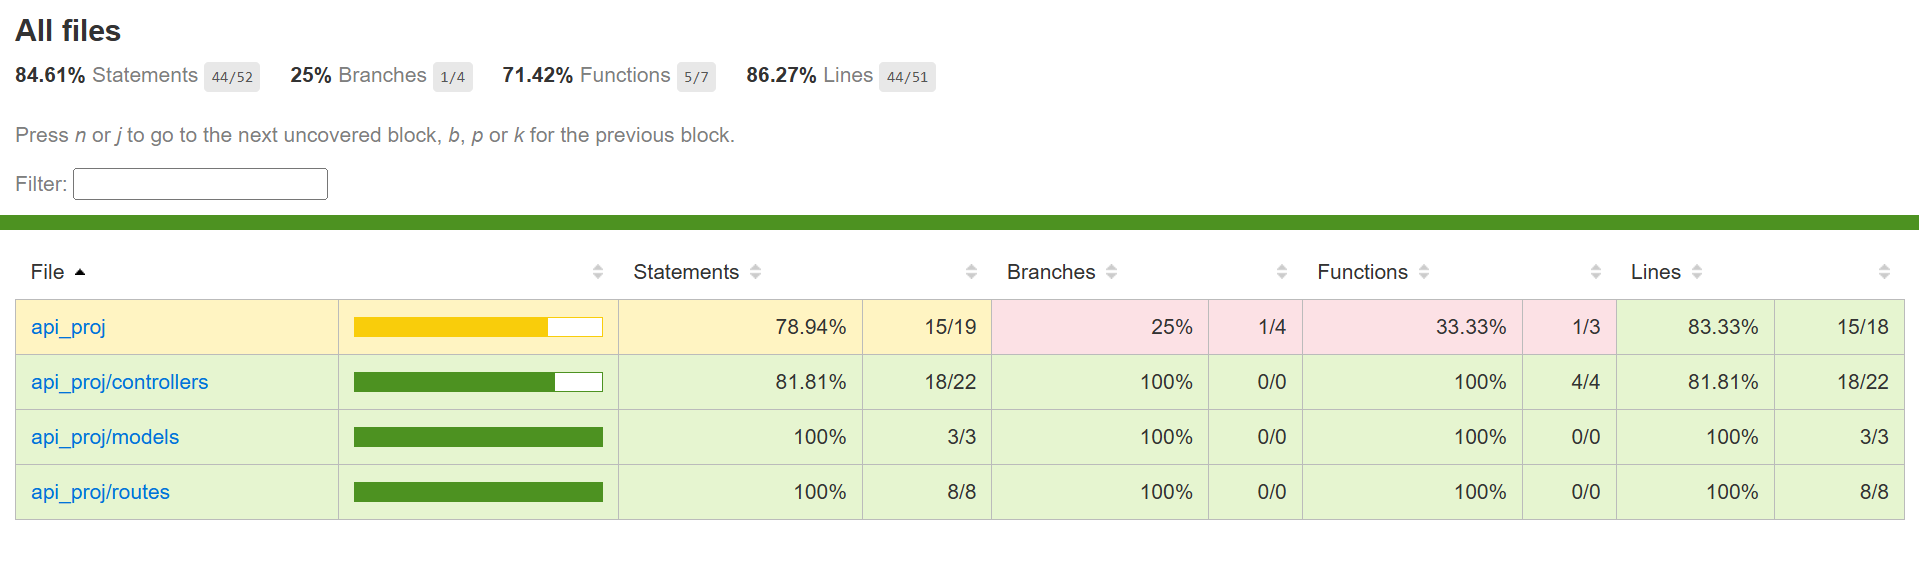 All files
84.61% Statements 44/52 25% Branches 1/4 71.42% Functions 5/7 86.27% Lines 44/51
Press n or j to go to the next uncovered block, b, p or k for the previous block.
Filter:
File Statements Branches Functions Lines
api_proj 78.94% 15/19 25% 1/4 33.33% 1/3 83.33% 15/18
api_proj/controllers 81.81% 18/22 100% 0/0 100% 4/4 81.81% 18/22
api_proj/models 100% 3/3 100% 0/0 100% 0/0 100% 3/3
api_proj/routes 100% 8/8 100% 0/0 100% 0/0 100% 8/8